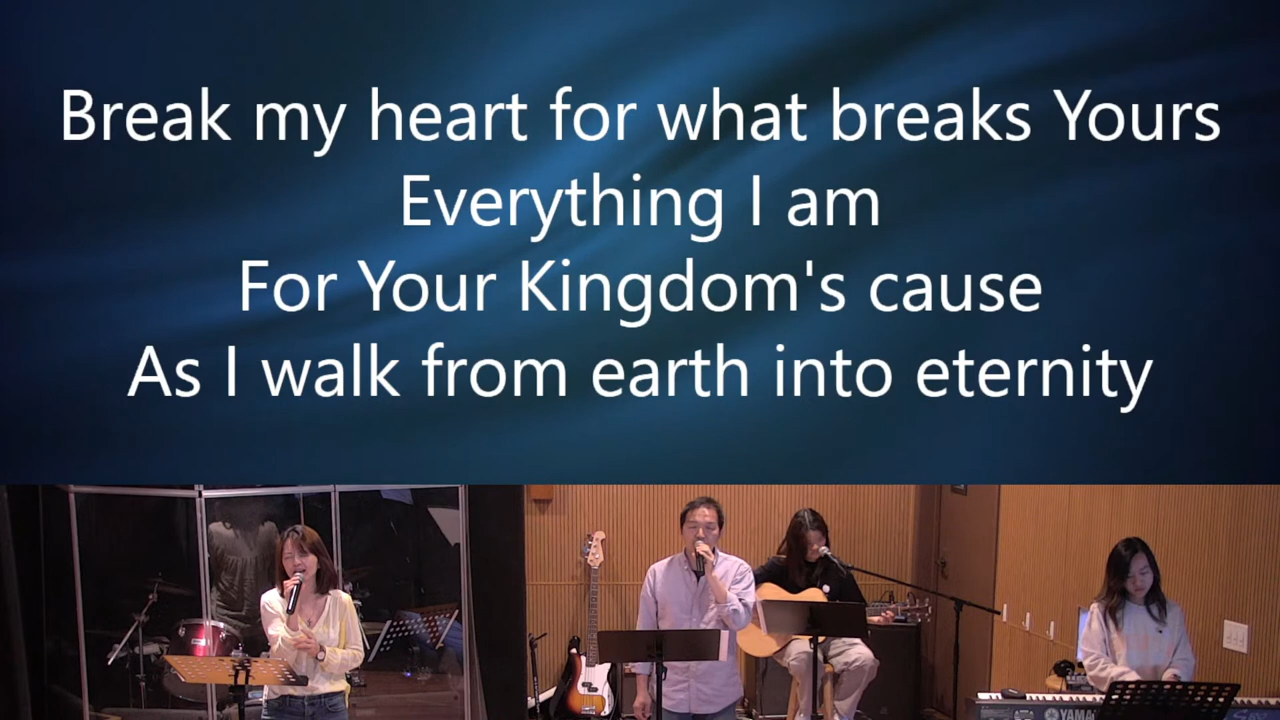 Break my heart for what breaks Yours
Everything I am
For Your Kingdom's cause
As I walk from earth into eternity
YAMAHA